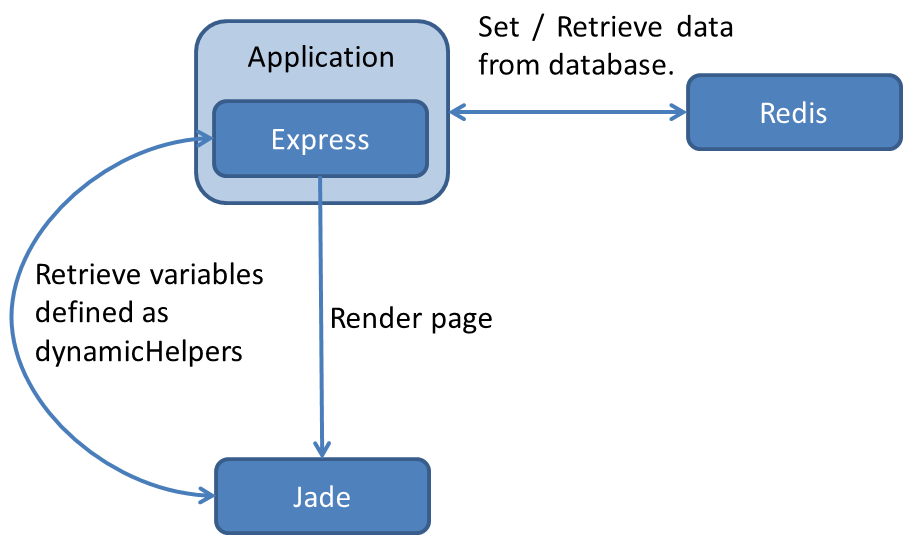 Application
Set / Retrieve data
from database.
Redis
Express
Retrieve variables
defined as
dynamicHelpers
Render page
Jade